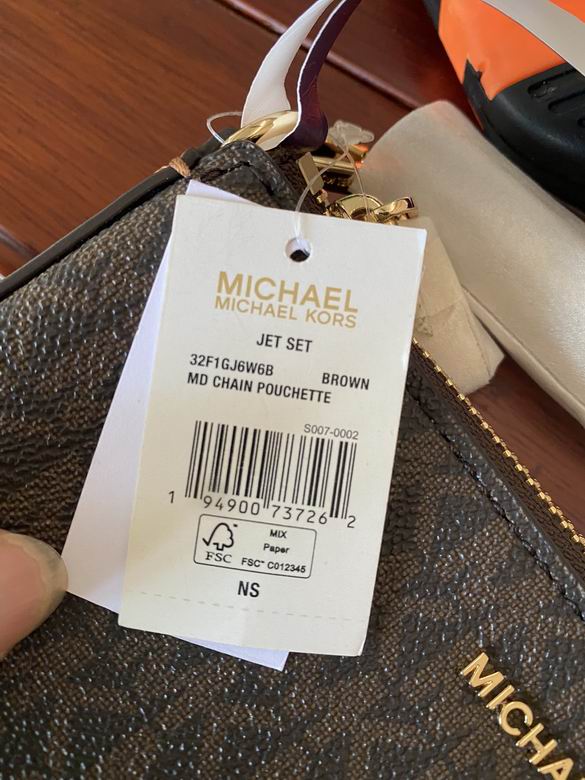 MICHAEL
MICHAEL KORS
JET SET
32F1GJ6W6B BROWN
MD CHAIN POUCHETTE
S007-0002
1 94900 73726 2
FSC
MIX
Paper
FSC™ C012345
NS
MICHA